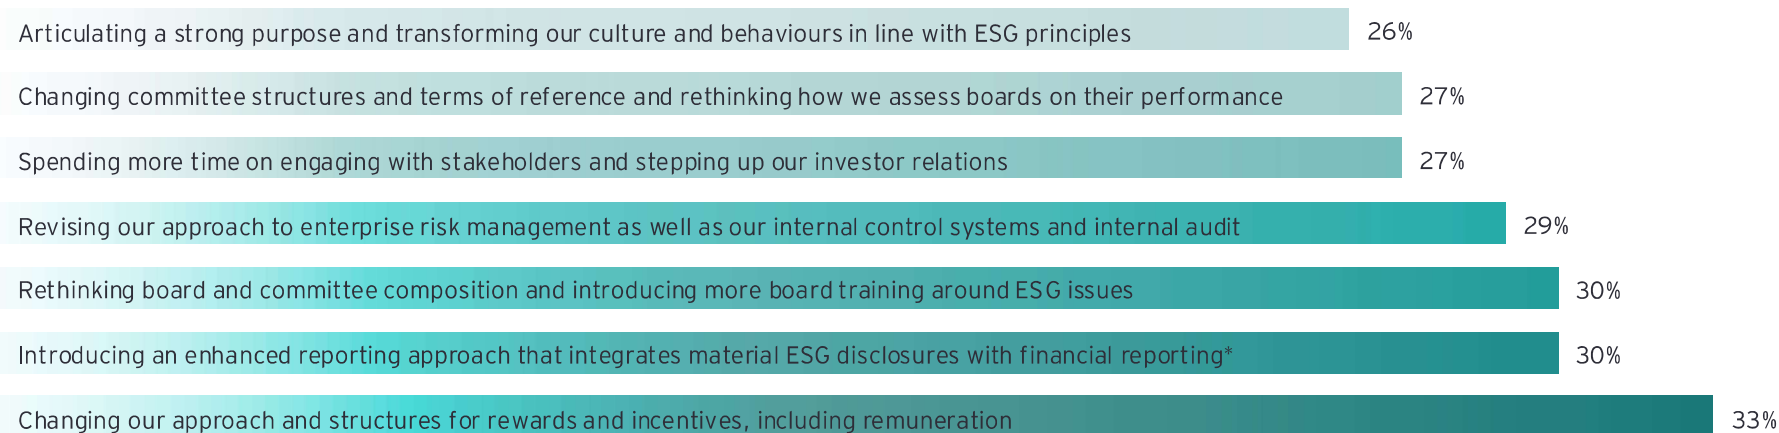 Articulating a strong purpose and transforming our culture and behaviours in line with ESG principles 26%
Changing committee structures and terms of reference and rethinking how we assess boards on their performance 27%
Spending more time on engaging with stakeholders and stepping up our investor relations 27%
Revising our approach to enterprise risk management as well as our internal control systems and internal audit 29%
Rethinking board and committee composition and introducing more board training around ESG issues 30%
Introducing an enhanced reporting approach that integrates material ESG disclosures with financial reporting* 30%
Changing our approach and structures for rewards and incentives, including remuneration 33%